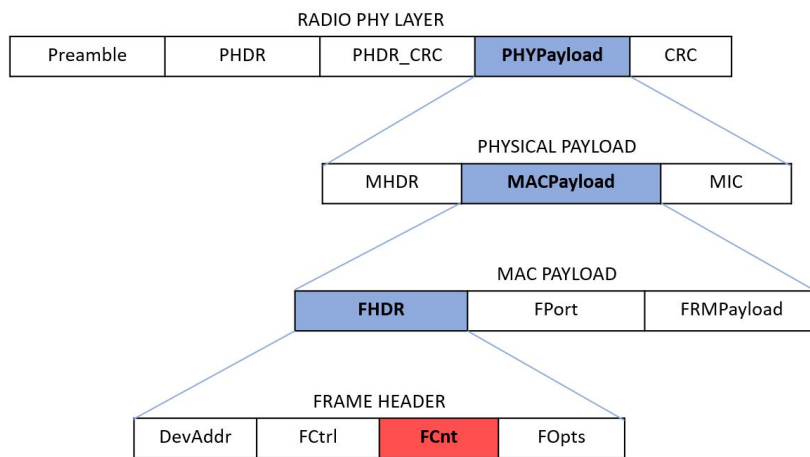 RADIO PHY LAYER
Preamble PHDR PHDR_CRC PHYPayload CRC
PHYSICAL PAYLOAD
MHDR MACPayload MIC
MAC PAYLOAD
FHDR FPort FRMPayload
FRAME HEADER
DevAddr FCtrl FCnt FOpts